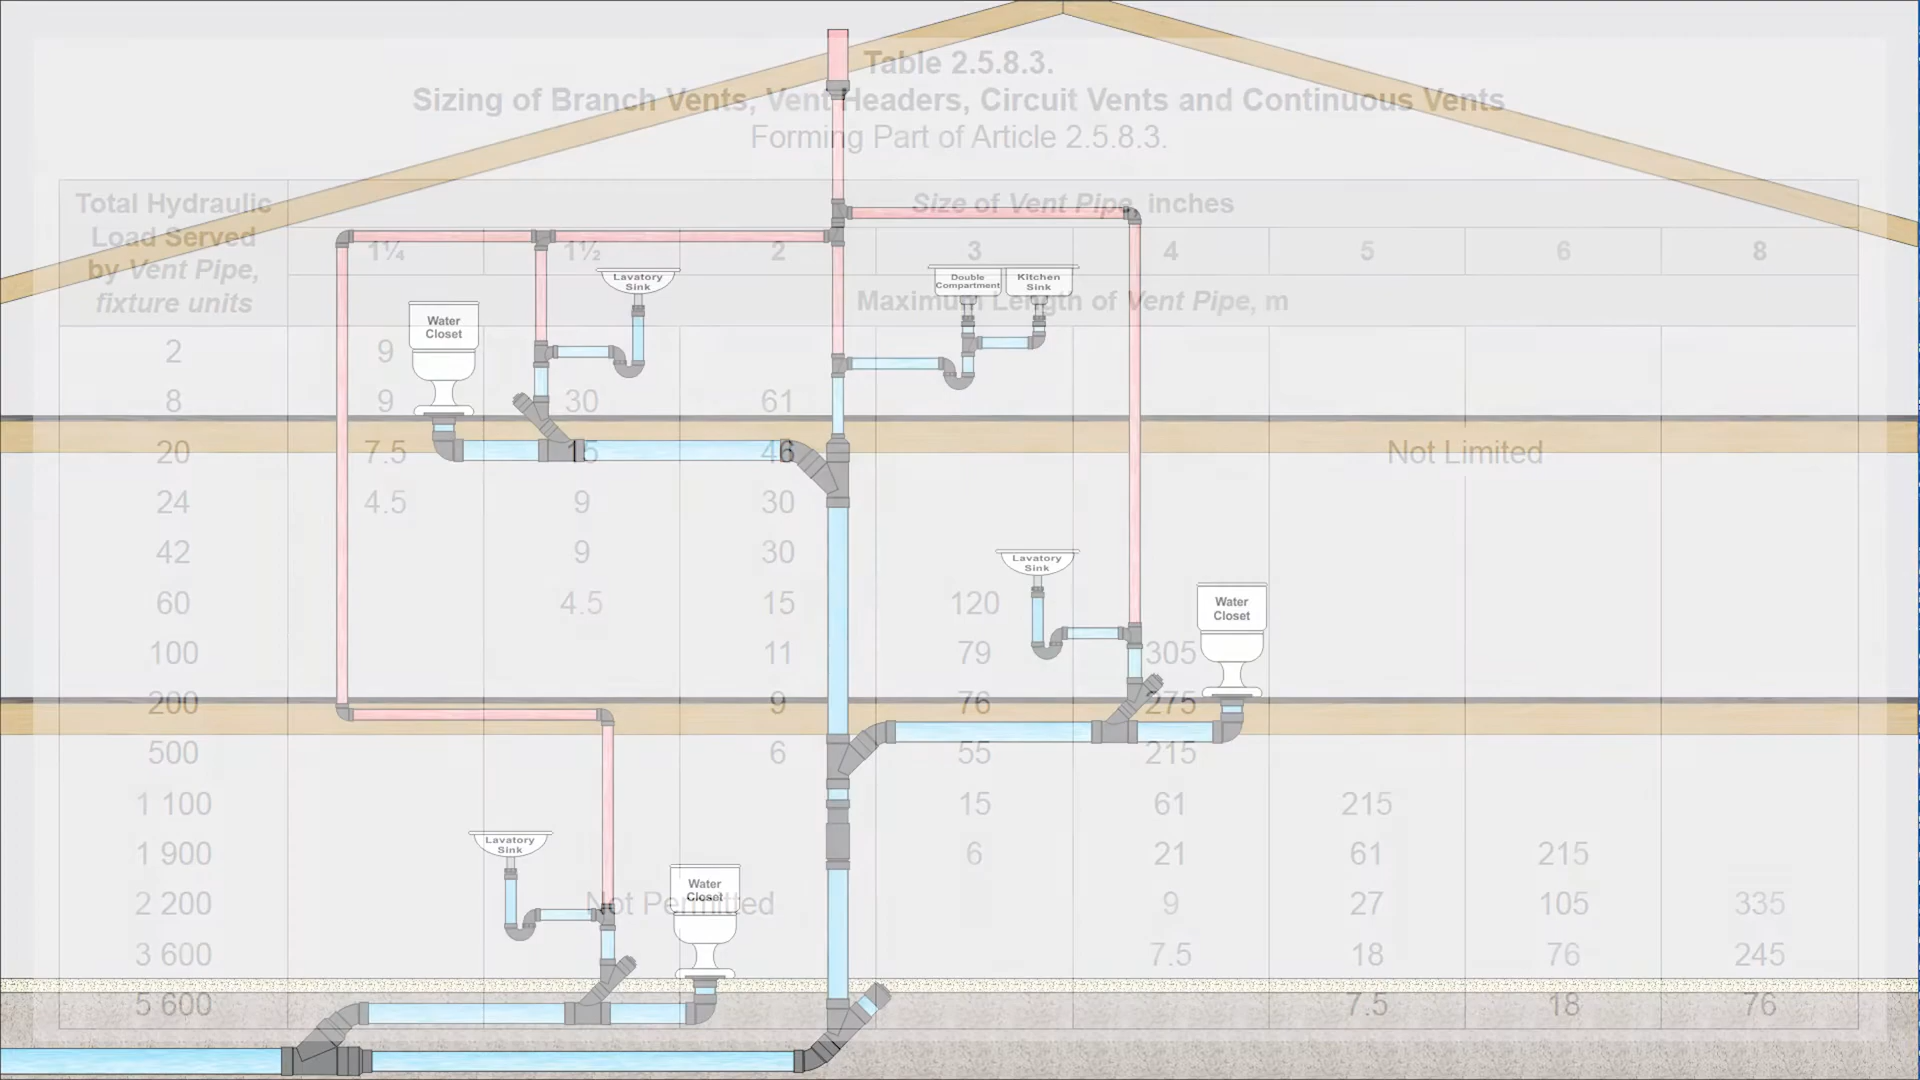 Table 2.5.8.3.
Sizing of Branch Vents, Vent Headers, Circuit Vents and Continuous Vents
Forming Part of Article 2.5.8.3.
Total Hydraulic
Load Served
by Vent Pipe,
fixture units
Size of Vent Pipe, inches
1¼ 1½ 2 3 4 5 6 8
Maximum Length of Vent Pipe, m
2 9
8 9 30 61
20 7.5 15 46 Not Limited
24 4.5 9 30
42 9 30
60 4.5 15 120
100 11 79 305
200 9 76 275
500 6 55 215
1 100 15 61 215
1 900 6 21 61 215
2 200 Not Permitted 9 27 105 335
3 600 7.5 18 76 245
5 600 7.5 18 76
Water
Closet
Lavatory
Sink
Double
Compartment
Kitchen
Sink
Lavatory
Sink
Water
Closet
Lavatory
Sink
Water
Closet